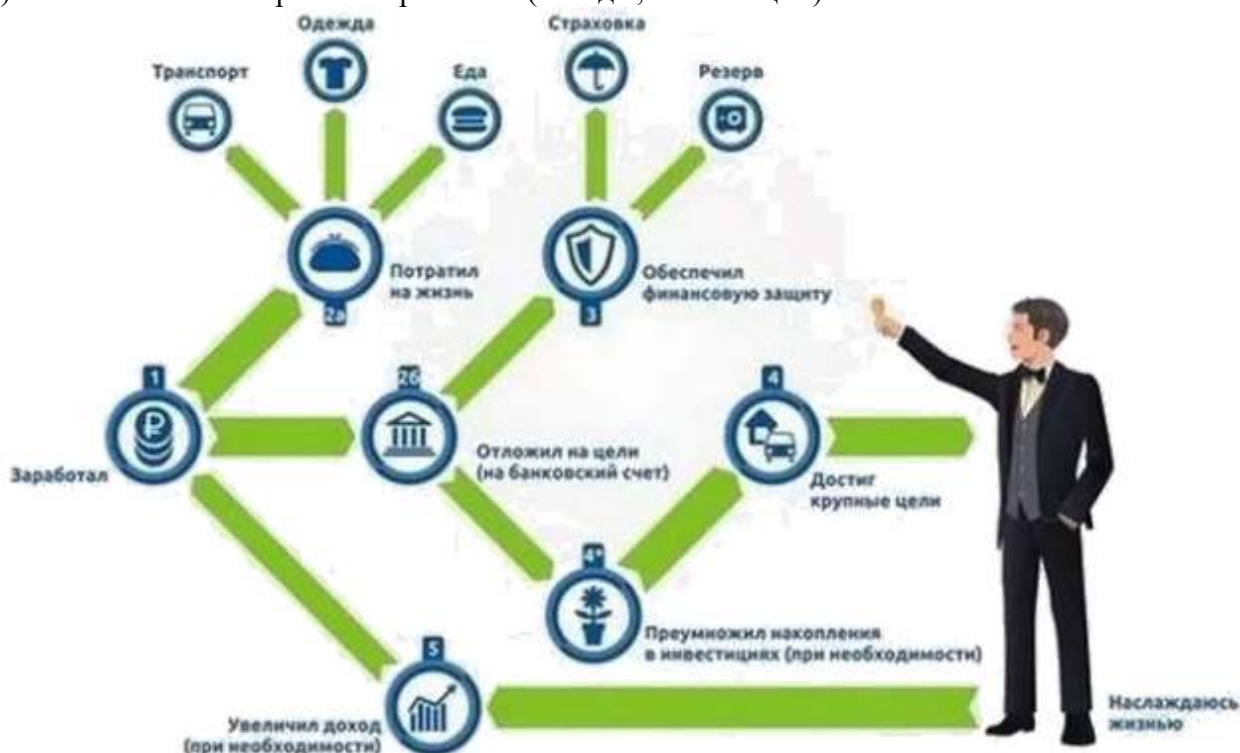 Одежда
Страховка
Транспорт
Еда
Резерв
Потратил
на жизнь
2а
Обеспечил
финансовую защиту
3
1
2б
4
Заработал
Отложил на цели
(на банковский счет)
Достиг
крупные цели
4*
Преумножил накопления
в инвестициях (при необходимости)
5
Увеличил доход
(при необходимости)
Наслаждаюсь
жизнью